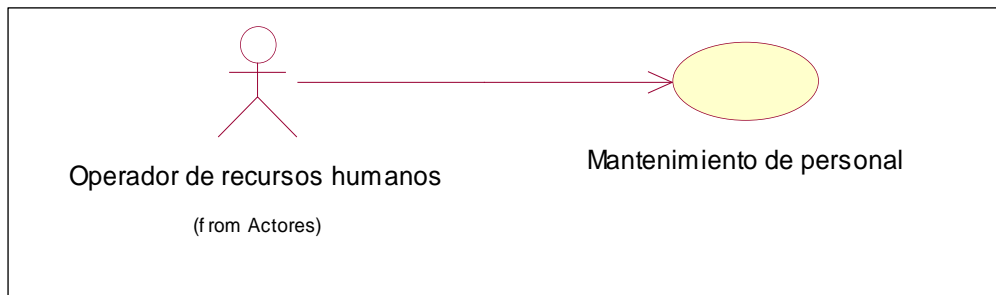 Operador de recursos humanos
(from Actores)
Mantenimiento de personal